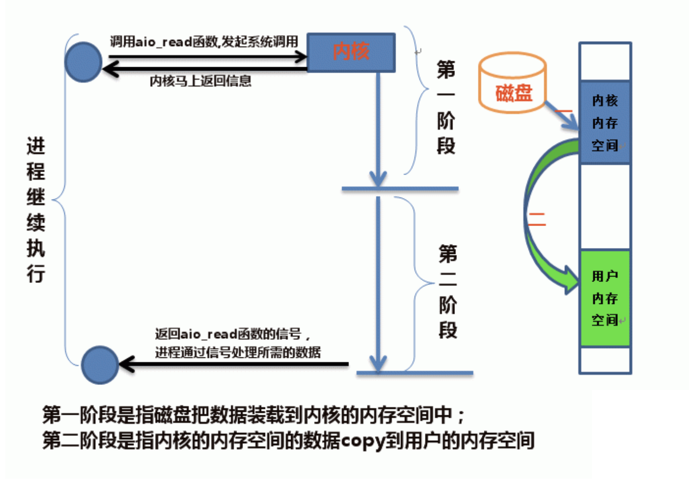 调用aio_read函数,发起系统调用
内核
内核马上返回信息
第一阶段
磁盘
一
内核
内存
空间
进程继续执行
二
第二阶段
用户
内存
空间
返回aio_read函数的信号，
进程通过信号处理所需的数据
第一阶段是指磁盘把数据装载到内核的内存空间中；
第二阶段是指内核的内存空间的数据copy到用户的内存空间